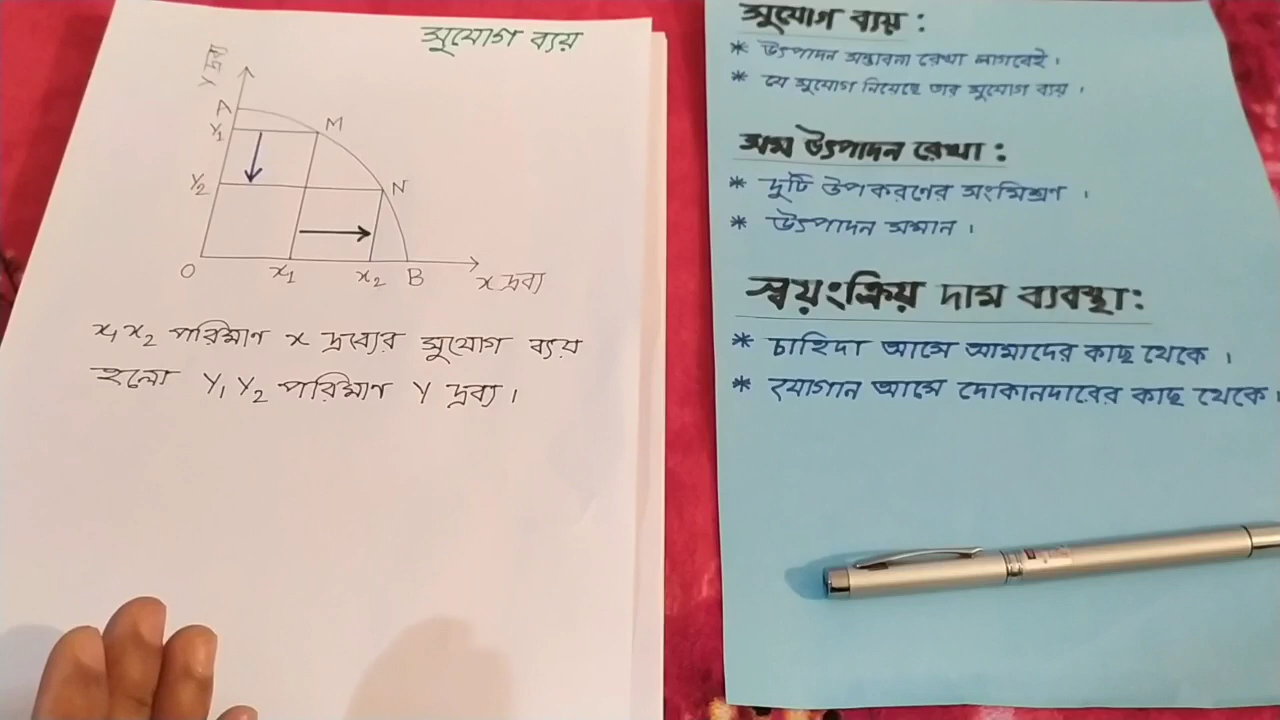 সুযোগ ব্যয়
Y দ্রব্য
A
Y₁
M
Y₂
N
O
x₁
x₂
B
x দ্রব্য
x₁x₂ পরিমাণ x দ্রব্যের সুযোগ ব্যয়
হলো Y₁Y₂ পরিমাণ Y দ্রব্য।
সুযোগ ব্যয় :
* উৎপাদন সম্ভাবনা রেখা লাগবেই।
* যে সুযোগ নিয়েছে তার সুযোগ ব্যয়।
সম উৎপাদন রেখা :
* দুটি উপকরণের সংমিশ্রণ।
* উৎপাদন সমান।
স্বয়ংক্রিয় দাম ব্যবস্থা:
* চাহিদা আসে আমাদের কাছ থেকে।
* যোগান আসে দোকানদারের কাছ থেকে।